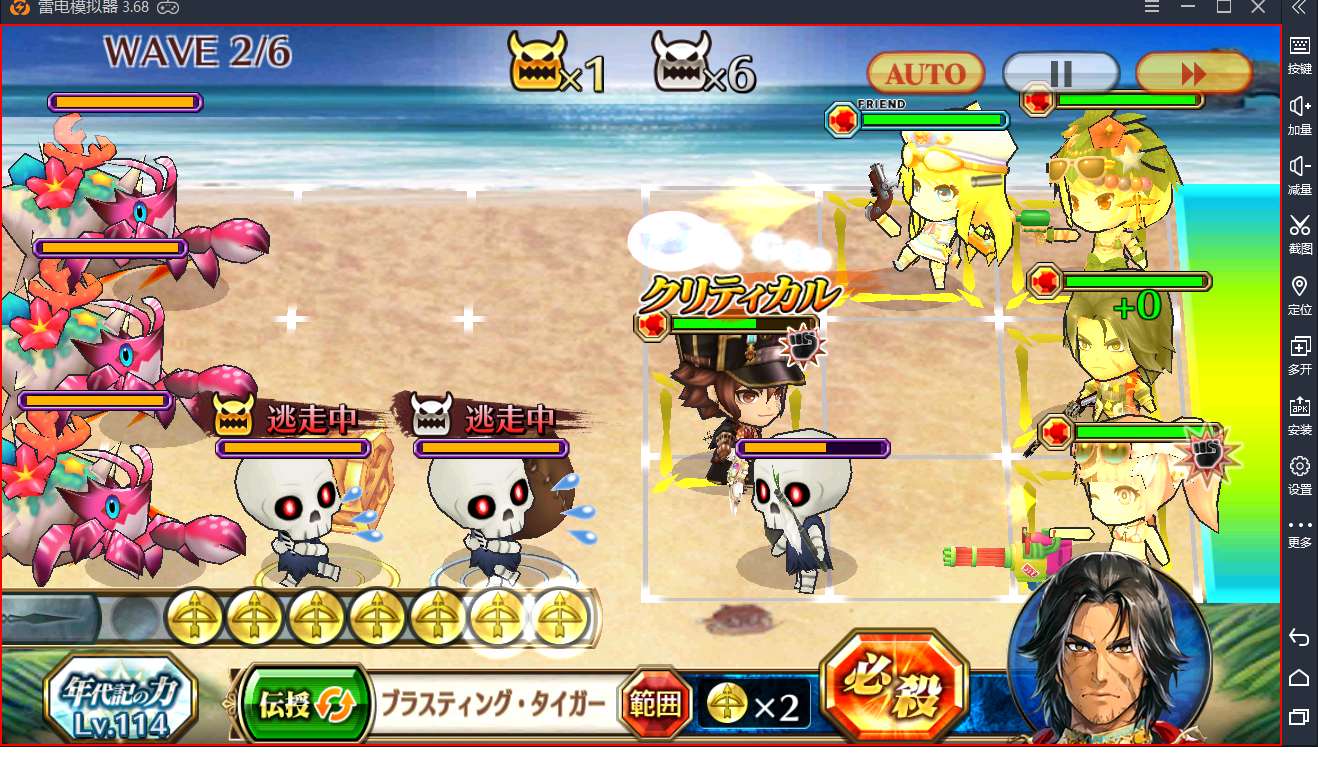 雷电模拟器 3.68
WAVE 2/6
×1
×6
AUTO
FRIEND
+0
クリティカル
逃走中
逃走中
年代記の力
Lv.114
伝授
ブラスティング・タイガー
範囲
×2
必殺
按键
加量
减量
截图
定位
多开
APK
安装
设置
更多